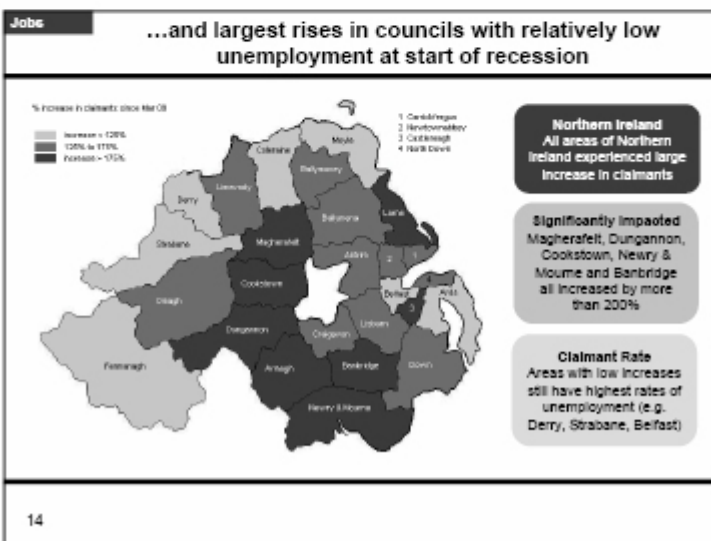 Jobs
…and largest rises in councils with relatively low
unemployment at start of recession
% increase in claimants since Mar 08
increase < 125%
125% to 175%
increase > 175%
1 Carrickfergus
2 Newtownabbey
3 Castlereagh
4 North Down
Moyle
Coleraine
Ballymoney
Limavady
Derry
Ballymena
Larne
Magherafelt
Strabane
Antrim
2
1
Cookstown
4
Belfast
Ards
Omagh
3
Lisburn
Dungannon
Craigavon
Fermanagh
Armagh
Banbridge
Down
Newry & Mourne
Northern Ireland
All areas of Northern
Ireland experienced large
increase in claimants
Significantly Impacted
Magherafelt, Dungannon,
Cookstown, Newry &
Mourne and Banbridge
all increased by more
than 200%
Claimant Rate
Areas with low increases
still have highest rates of
unemployment (e.g.
Derry, Strabane, Belfast)
14